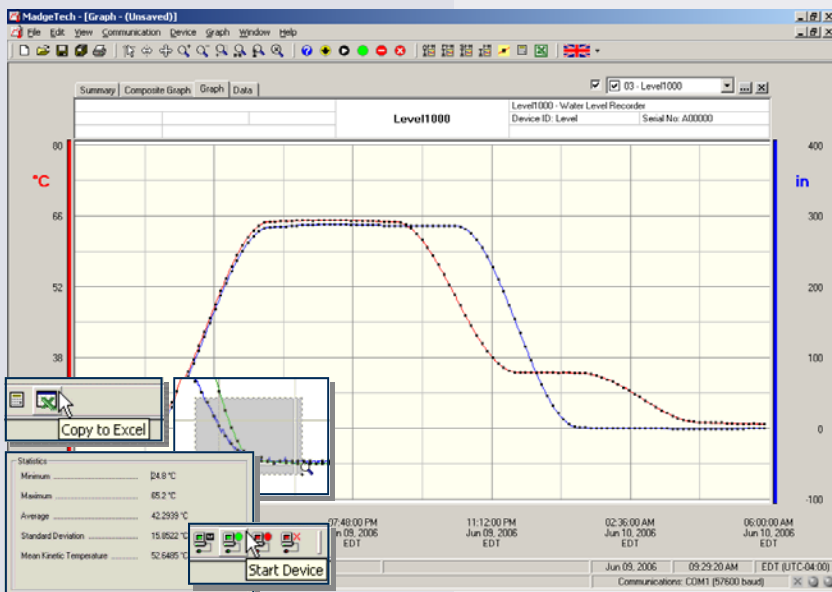 MadgeTech - [Graph - (Unsaved)]
File Edit View Communication Device Graph Window Help
Summary Composite Graph Graph Data
03 - Level1000
Level1000
Level1000 - Water Level Recorder
Device ID: Level Serial No: A00000
80 400
°C in
66 300
52 200
38 100
0
-100
Copy to Excel
Statistics
Minimum 24.8 °C
Maximum 65.2 °C
Average 42.2939 °C
Standard Deviation 15.8522 °C
Mean Kinetic Temperature 52.6485 °C
Start Device
07:48:00 PM 11:12:00 PM 02:36:00 AM 06:00:00 AM
Jun 09, 2006 Jun 09, 2006 Jun 10, 2006 Jun 10, 2006
EDT EDT EDT EDT
Jun 09, 2006 09:29:20 AM EDT (UTC-04:00)
Communications: COM1 (57600 baud)